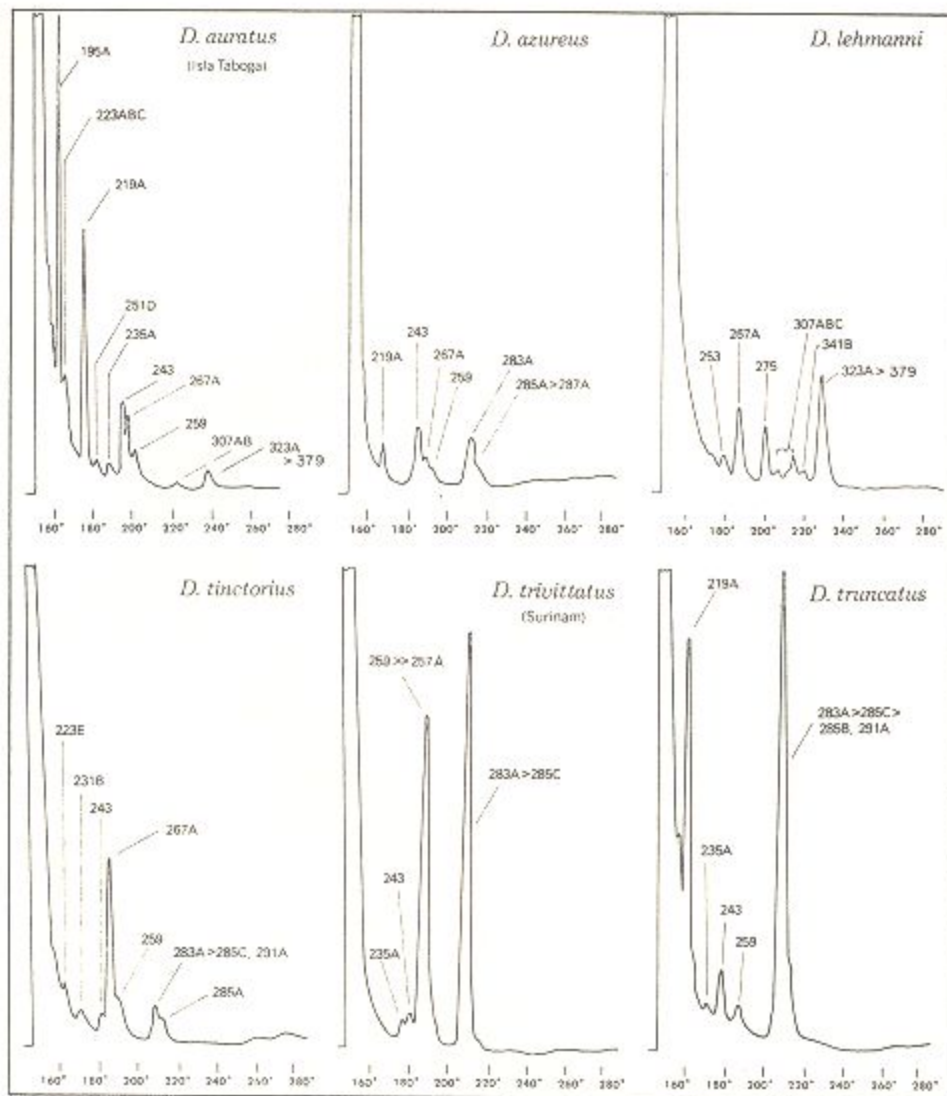 D. auratus
(Isla Taboga)
195A
223ABC
219A
251D
235A
243
267A
259
307AB
323A
> 379
160° 180° 200° 220° 240° 260° 280°
D. azureus
243
219A
267A
259
283A
285A>287A
160° 180° 200° 220° 240° 260° 280°
D. lehmanni
253
267A
275
307ABC
341B
323A > 379
160° 180° 200° 220° 240° 260° 280°
D. tinctorius
223E
231B
243
267A
259
283A>285C, 291A
285A
160° 180° 200° 220° 240° 260° 280°
D. trivittatus
(Surinam)
259 >> 257A
283A>285C
243
235A
160° 180° 200° 220° 240° 260° 280°
D. truncatus
219A
283A>285C>
285B, 291A
235A
243
259
160° 180° 200° 220° 240° 260° 280°